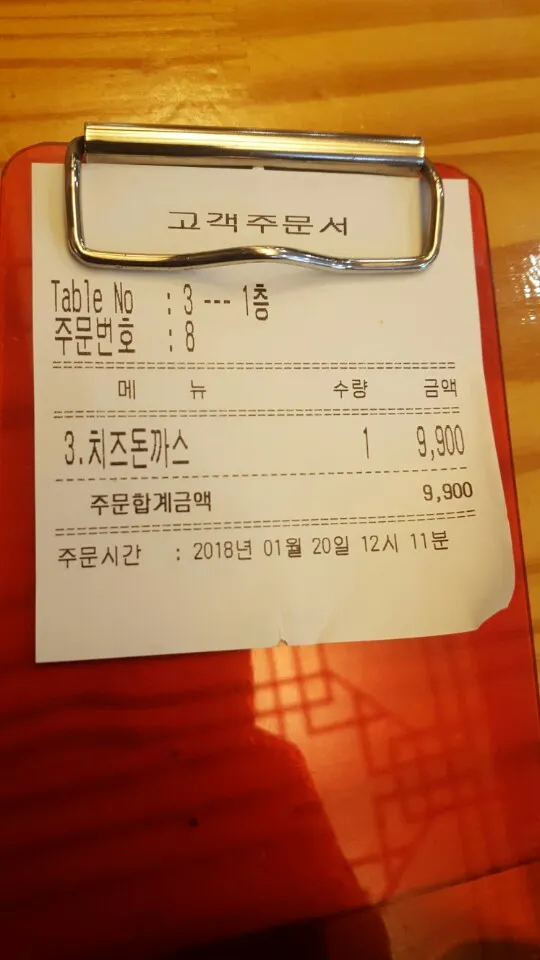 고객주문서
Table No : 3 --- 1층
주문번호 : 8
메 뉴 수량 금액
3.치즈돈까스 1 9,900
주문합계금액 9,900
주문시간 : 2018년 01월 20일 12시 11분